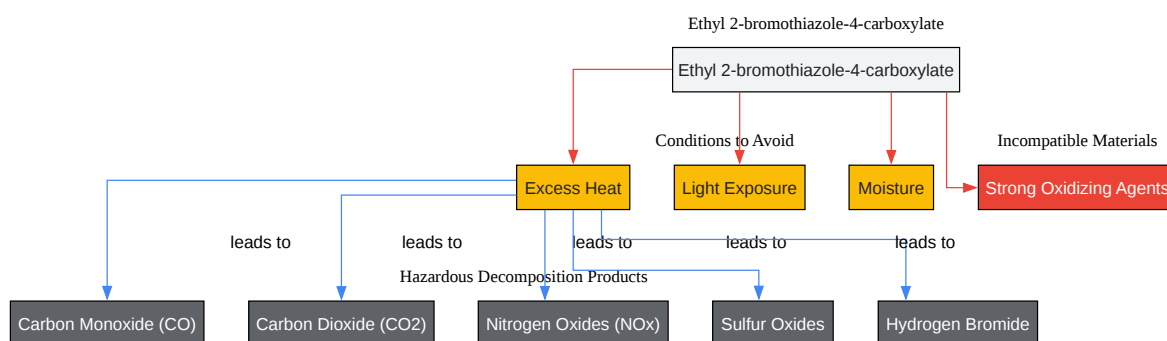 Ethyl 2-bromothiazole-4-carboxylate
Ethyl 2-bromothiazole-4-carboxylate
Conditions to Avoid
Incompatible Materials
Excess Heat
Light Exposure
Moisture
Strong Oxidizing Agents
leads to
leads to
leads to
leads to
leads to
Hazardous Decomposition Products
Carbon Monoxide (CO)
Carbon Dioxide (CO2)
Nitrogen Oxides (NOx)
Sulfur Oxides
Hydrogen Bromide